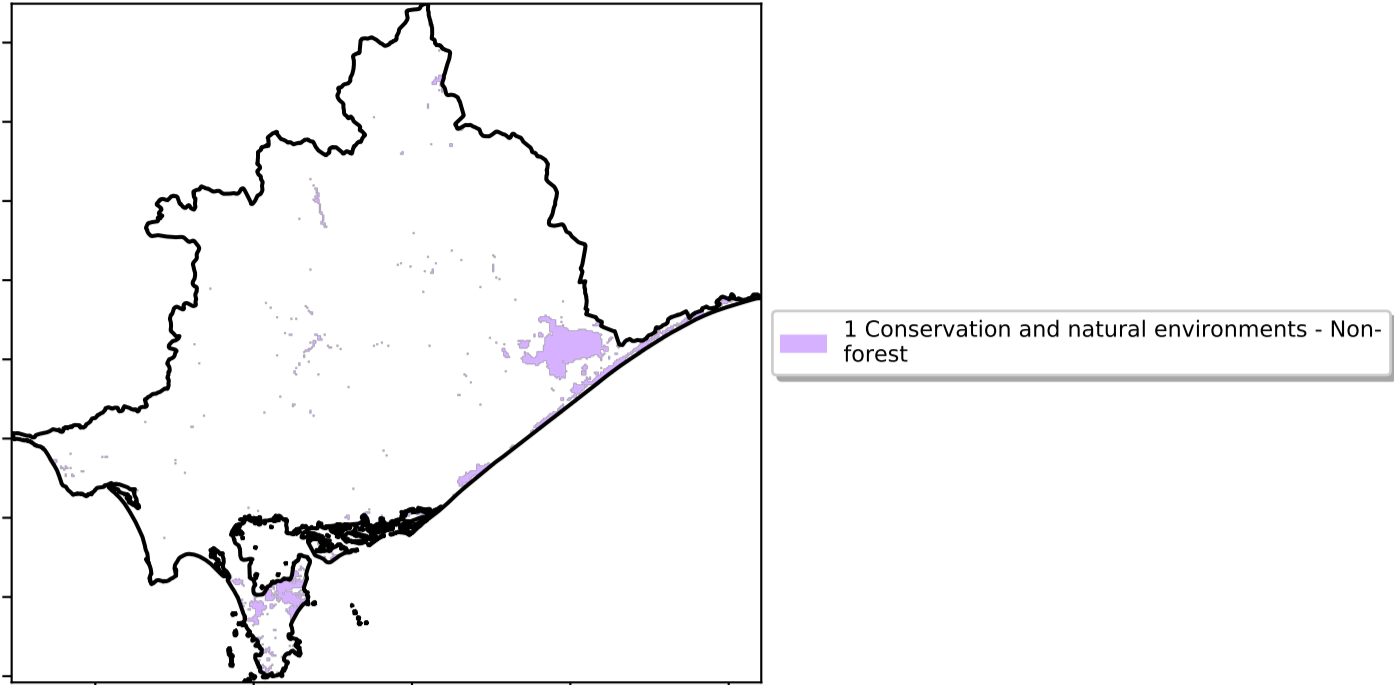 1 Conservation and natural environments - Non-
forest